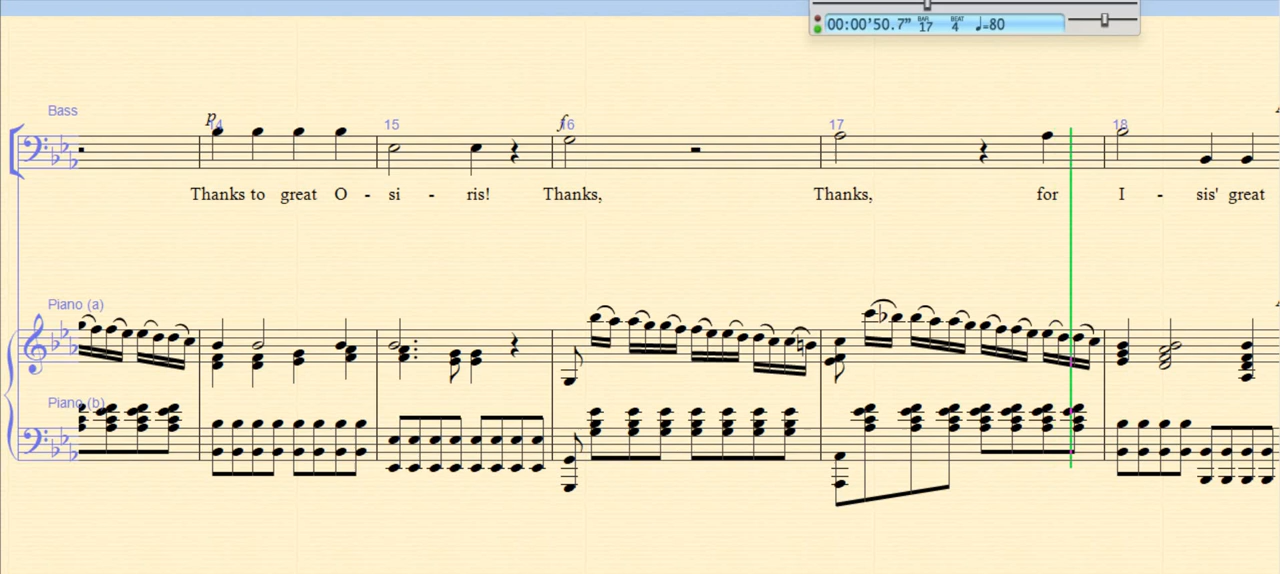 00:00'50.7" BAR 17 BEAT 4 ♩=80
Bass
p
14 15 f 16 17 18
Thanks to great O - si - ris! Thanks, Thanks, for I - sis' great
Piano (a)
Piano (b)